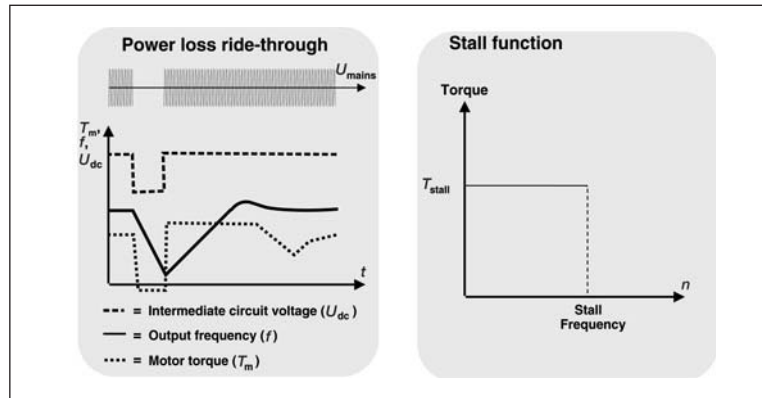 Power loss ride-through
Umains
Tm,
f,
Udc
t
= Intermediate circuit voltage (Udc)
= Output frequency (f)
= Motor torque (Tm)
Stall function
Torque
Tstall
n
Stall
Frequency